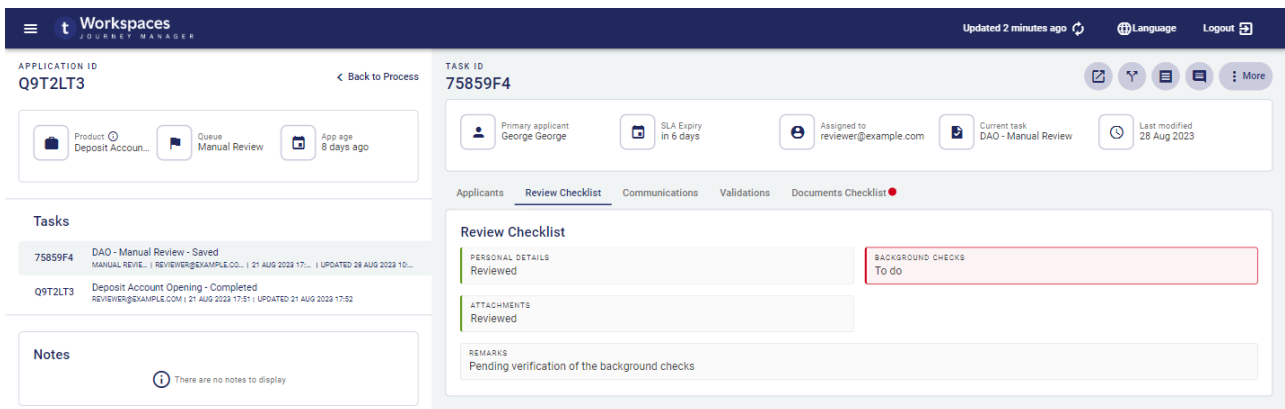 t Workspaces
JOURNEY MANAGER
Updated 2 minutes ago
Language
Logout
APPLICATION ID
Q9T2LT3
Back to Process
Product
Deposit Accoun...
Queue
Manual Review
App age
8 days ago
Tasks
75859F4
DAO - Manual Review - Saved
MANUAL REVIE... | REVIEWER@EXAMPLE.CO... | 21 AUG 2023 17:... | UPDATED 28 AUG 2023 10:...
Q9T2LT3
Deposit Account Opening - Completed
REVIEWER@EXAMPLE.COM | 21 AUG 2023 17:51 | UPDATED 21 AUG 2023 17:52
Notes
There are no notes to display
TASK ID
75859F4
More
Primary applicant
George George
SLA Expiry
in 6 days
Assigned to
reviewer@example.com
Current task
DAO - Manual Review
Last modified
28 Aug 2023
Applicants Review Checklist Communications Validations Documents Checklist
Review Checklist
PERSONAL DETAILS
Reviewed
BACKGROUND CHECKS
To do
ATTACHMENTS
Reviewed
REMARKS
Pending verification of the background checks